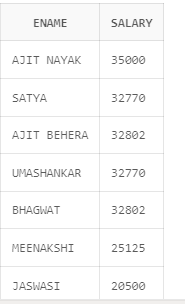 ENAME SALARY
AJIT NAYAK 35000
SATYA 32770
AJIT BEHERA 32802
UMASHANKAR 32770
BHAGWAT 32802
MEENAKSHI 25125
JASWASI 20500